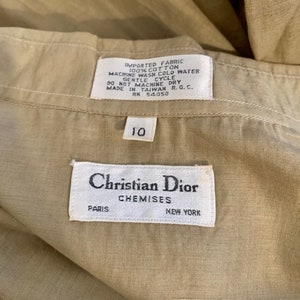 IMPORTED FABRIC
100% COTTON
MACHINE WASH COLD WATER
GENTLE CYCLE
DO NOT MACHINE DRY
MADE IN TAIWAN R.O.C.
RN 54050
10
Christian Dior
CHEMISES
PARIS NEW YORK